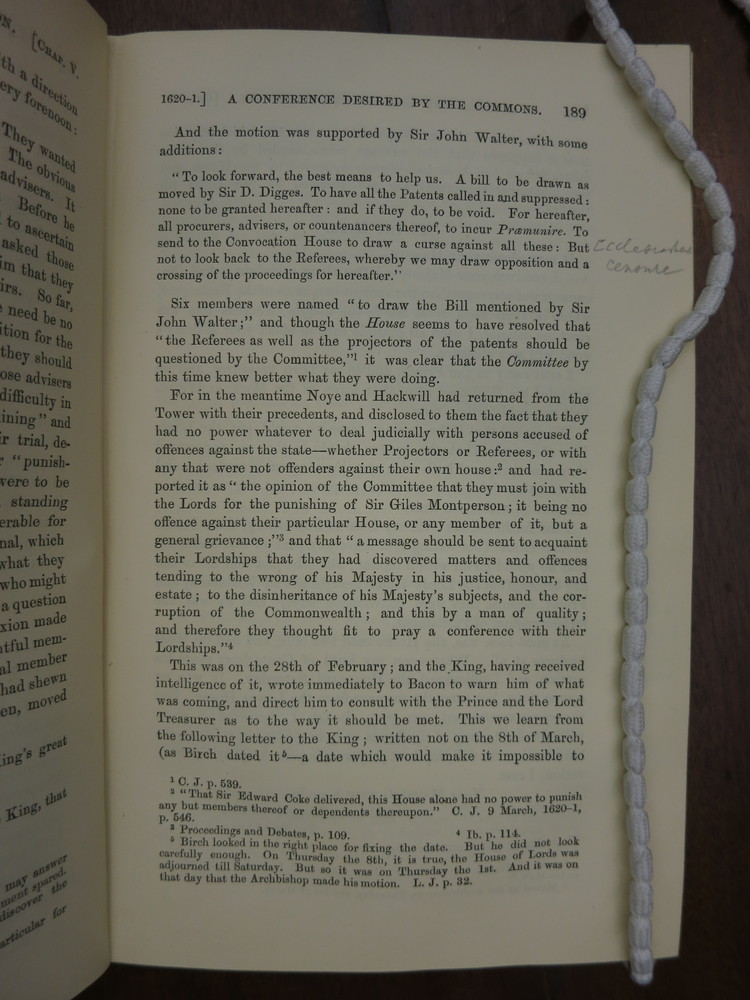 ON. [CHAP. V.
th a direction
ery forenoon:
They wanted
The obvious
advisers. It
Before he
to ascertain
asked those
im that they
irs. So far,
need be no
ition for the
they should
ose advisers
difficulty in
ining" and
ir trial, de-
"punish-
were to be
standing
erable for
nal, which
what they
who might
a question
xion made
tful mem-
al member
had shewn
en, moved
ing's great
King, that
may answer
ment spared.
discover the
articular for
1620-1.] A CONFERENCE DESIRED BY THE COMMONS. 189
And the motion was supported by Sir John Walter, with some
additions:
"To look forward, the best means to help us. A bill to be drawn as
moved by Sir D. Digges. To have all the Patents called in and suppressed:
none to be granted hereafter: and if they do, to be void. For hereafter,
all procurers, advisers, or countenancers thereof, to incur Præmunire. To
send to the Convocation House to draw a curse against all these: But
not to look back to the Referees, whereby we may draw opposition and a
crossing of the proceedings for hereafter."
censure
Six members were named "to draw the Bill mentioned by Sir
John Walter;" and though the House seems to have resolved that
"the Referees as well as the projectors of the patents should be
questioned by the Committee,"¹ it was clear that the Committee by
this time knew better what they were doing.
For in the meantime Noye and Hackwill had returned from the
Tower with their precedents, and disclosed to them the fact that they
had no power whatever to deal judicially with persons accused of
offences against the state—whether Projectors or Referees, or with
any that were not offenders against their own house:² and had re-
ported it as "the opinion of the Committee that they must join with
the Lords for the punishing of Sir Giles Montperson; it being no
offence against their particular House, or any member of it, but a
general grievance;"³ and that "a message should be sent to acquaint
their Lordships that they had discovered matters and offences
tending to the wrong of his Majesty in his justice, honour, and
estate; to the disinheritance of his Majesty's subjects, and the cor-
ruption of the Commonwealth; and this by a man of quality;
and therefore they thought fit to pray a conference with their
Lordships."⁴
This was on the 28th of February; and the King, having received
intelligence of it, wrote immediately to Bacon to warn him of what
was coming, and direct him to consult with the Prince and the Lord
Treasurer as to the way it should be met. This we learn from
the following letter to the King; written not on the 8th of March,
(as Birch dated it⁵—a date which would make it impossible to
¹ C. J. p. 539.
² "That Sir Edward Coke delivered, this House alone had no power to punish
any but members thereof or dependents thereupon." C. J. 9 March, 1620-1,
p. 546.
³ Proceedings and Debates, p. 109. ⁴ Ib. p. 114.
⁵ Birch looked in the right place for fixing the date. But he did not look
carefully enough. On Thursday the 8th, it is true, the House of Lords was
adjourned till Saturday. But so it was on Thursday the 1st. And it was on
that day that the Archbishop made his motion. L. J. p. 32.